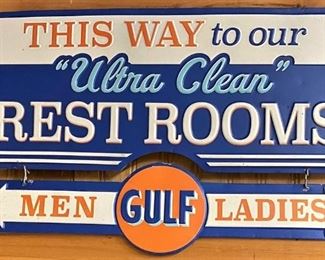 THIS WAY to our
"Ultra Clean"
REST ROOMS
MEN GULF LADIES